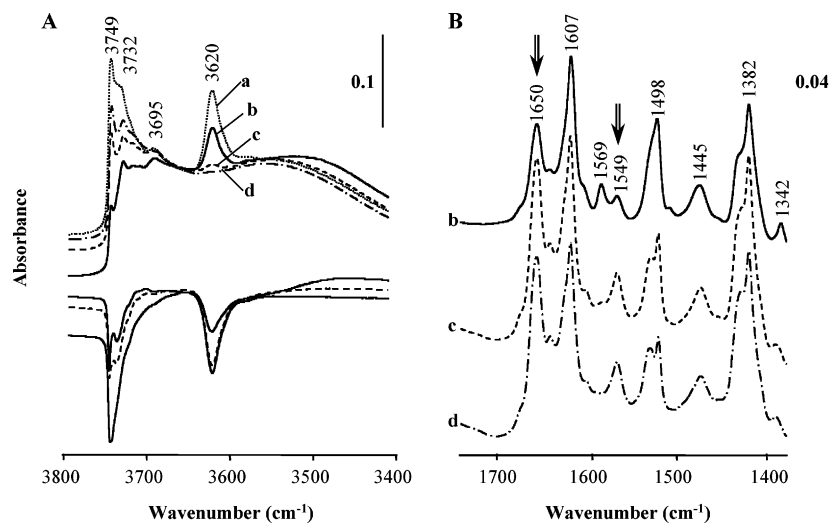 A
3749
3732
3695
3620
a
b
c
d
0.1
Absorbance
3800
3700
3600
3500
3400
Wavenumber (cm-1)
B
1650
1607
1569
1549
1498
1445
1382
1342
0.04
b
c
d
1700
1600
1500
1400
Wavenumber (cm-1)